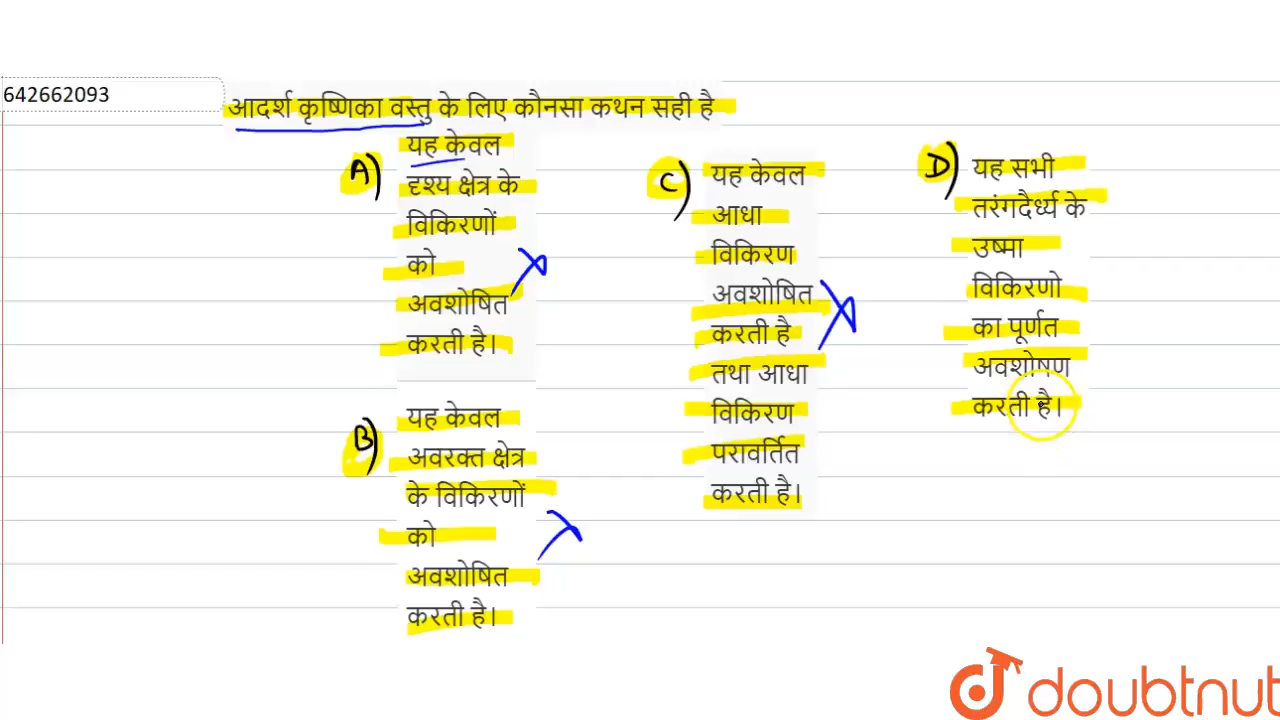 642662093
आदर्श कृष्णिका वस्तु के लिए कौनसा कथन सही है
A)
यह केवल
दृश्य क्षेत्र के
विकिरणों
को
अवशोषित
करती है।
B)
यह केवल
अवरक्त क्षेत्र
के विकिरणों
को
अवशोषित
करती है।
C)
यह केवल
आधा
विकिरण
अवशोषित
करती है
तथा आधा
विकिरण
परावर्तित
करती है।
D)
यह सभी
तरंगदैर्ध्य के
उष्मा
विकिरणो
का पूर्णत
अवशोषण
करती है।
doubtnut